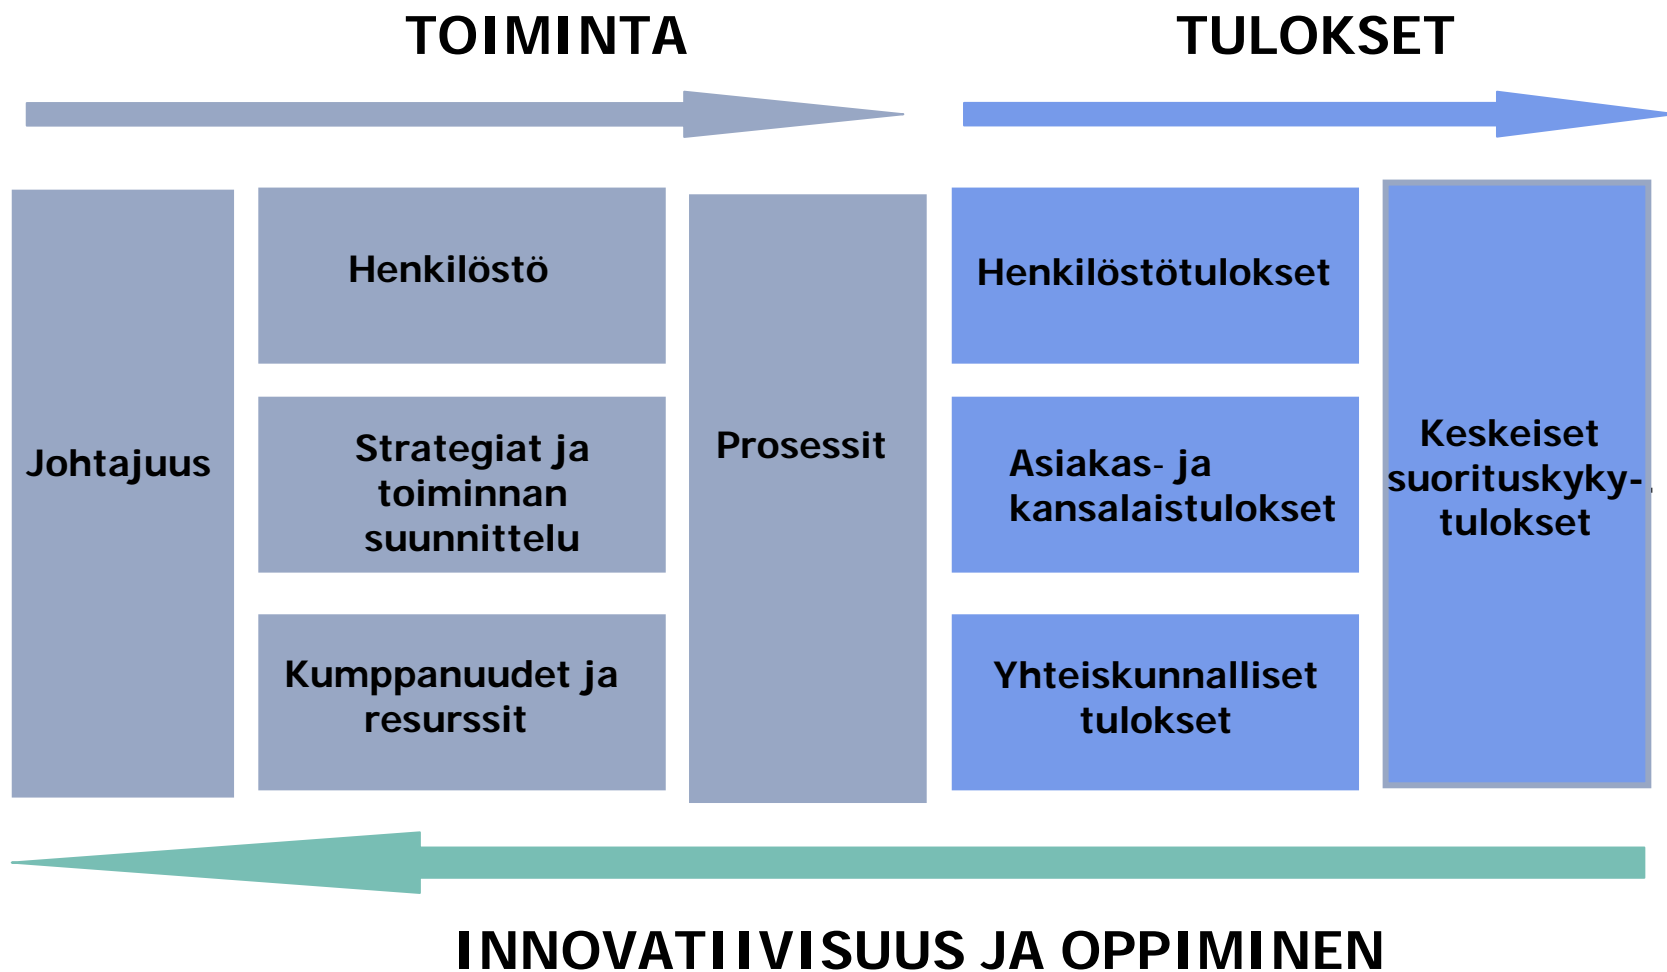 TOIMINTA
TULOKSET
Johtajuus
Henkilöstö
Strategiat ja
toiminnan
suunnittelu
Kumppanuudet ja
resurssit
Prosessit
Henkilöstötulokset
Asiakas- ja
kansalaistulokset
Yhteiskunnalliset
tulokset
Keskeiset
suorituskyky-
tulokset
INNOVATIIVISUUS JA OPPIMINEN